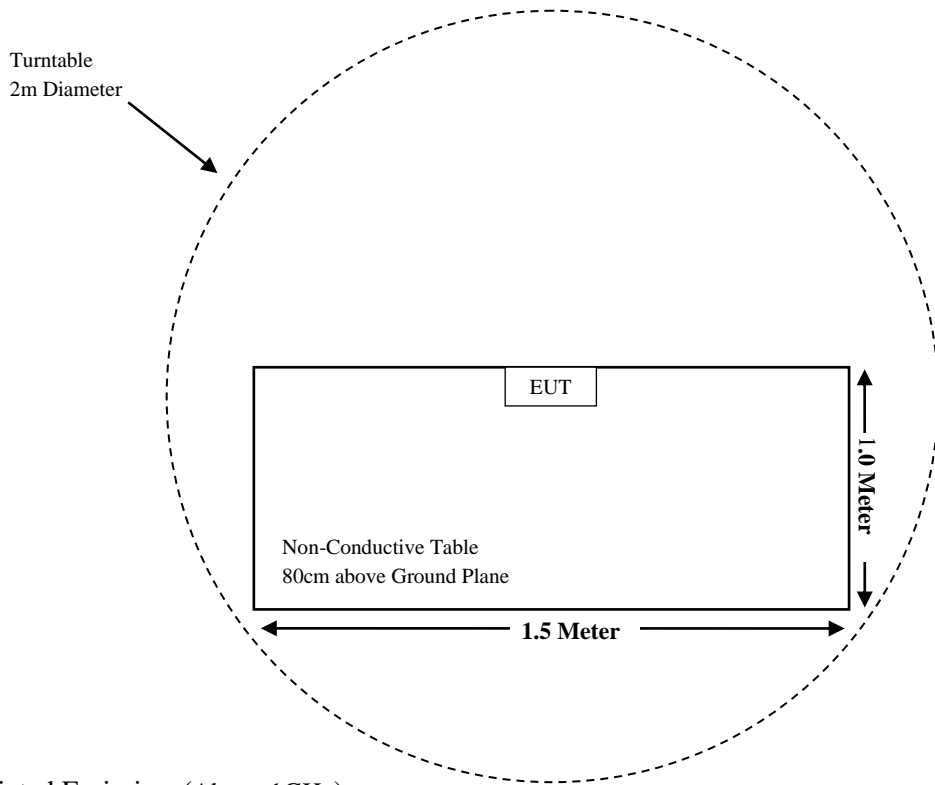 Turntable
2m Diameter
EUT
1.0 Meter
Non-Conductive Table
80cm above Ground Plane
1.5 Meter